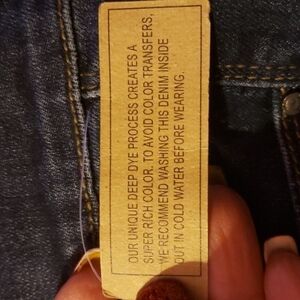 OUR UNIQUE DEEP DYE PROCESS CREATES A
SUPER RICH COLOR. TO AVOID COLOR TRANSFERS,
WE RECOMMEND WASHING THIS DENIM INSIDE
OUT IN COLD WATER BEFORE WEARING.